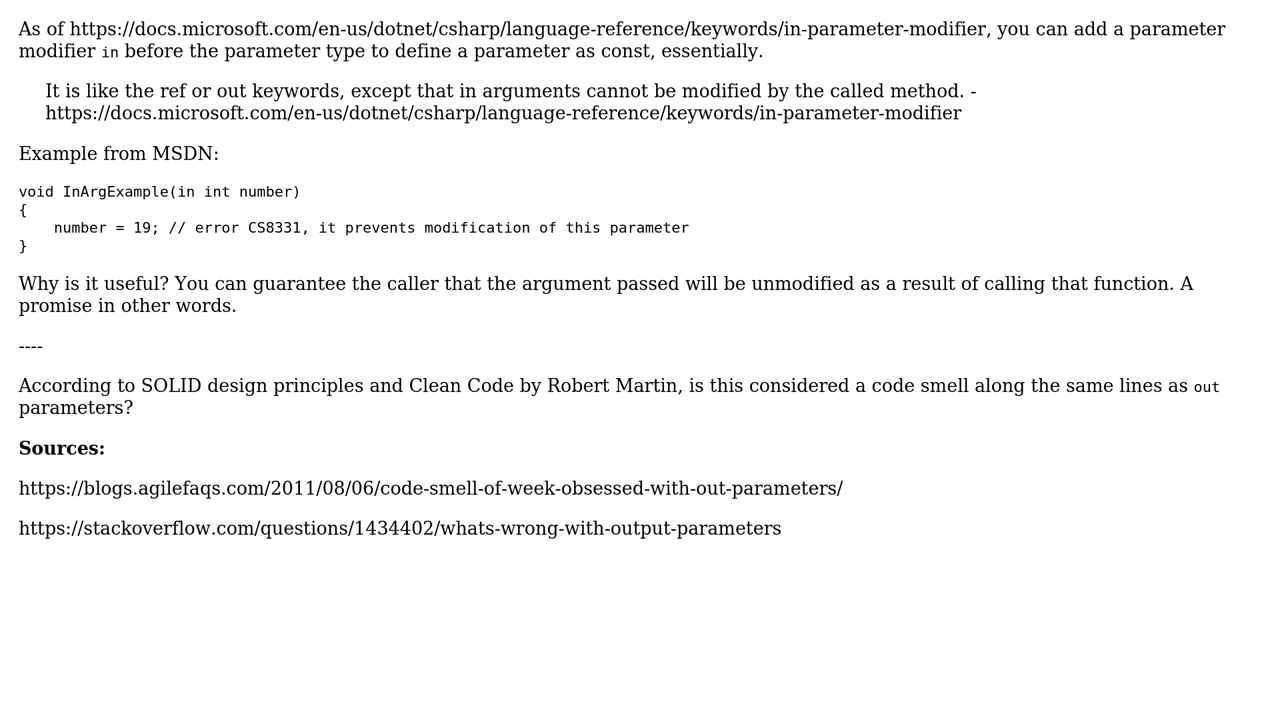 As of https://docs.microsoft.com/en-us/dotnet/csharp/language-reference/keywords/in-parameter-modifier, you can add a parameter
modifier in before the parameter type to define a parameter as const, essentially.
It is like the ref or out keywords, except that in arguments cannot be modified by the called method. -
https://docs.microsoft.com/en-us/dotnet/csharp/language-reference/keywords/in-parameter-modifier
Example from MSDN:
void InArgExample(in int number)
{
    number = 19; // error CS8331, it prevents modification of this parameter
}
Why is it useful? You can guarantee the caller that the argument passed will be unmodified as a result of calling that function. A
promise in other words.
----
According to SOLID design principles and Clean Code by Robert Martin, is this considered a code smell along the same lines as out
parameters?
Sources:
https://blogs.agilefaqs.com/2011/08/06/code-smell-of-week-obsessed-with-out-parameters/
https://stackoverflow.com/questions/1434402/whats-wrong-with-output-parameters